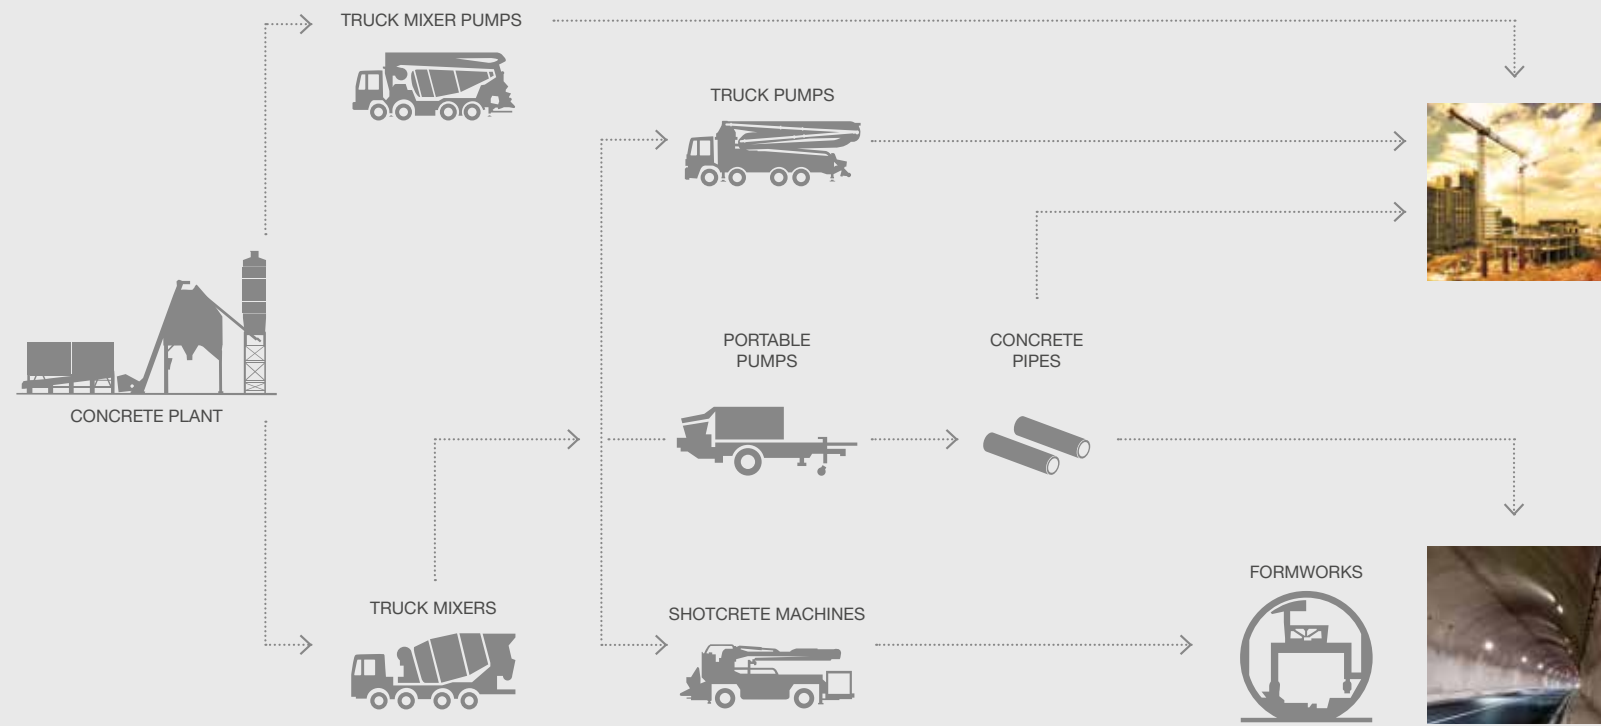 TRUCK MIXER PUMPS
TRUCK PUMPS
PORTABLE
PUMPS
CONCRETE
PIPES
CONCRETE PLANT
FORMWORKS
TRUCK MIXERS
SHOTCRETE MACHINES